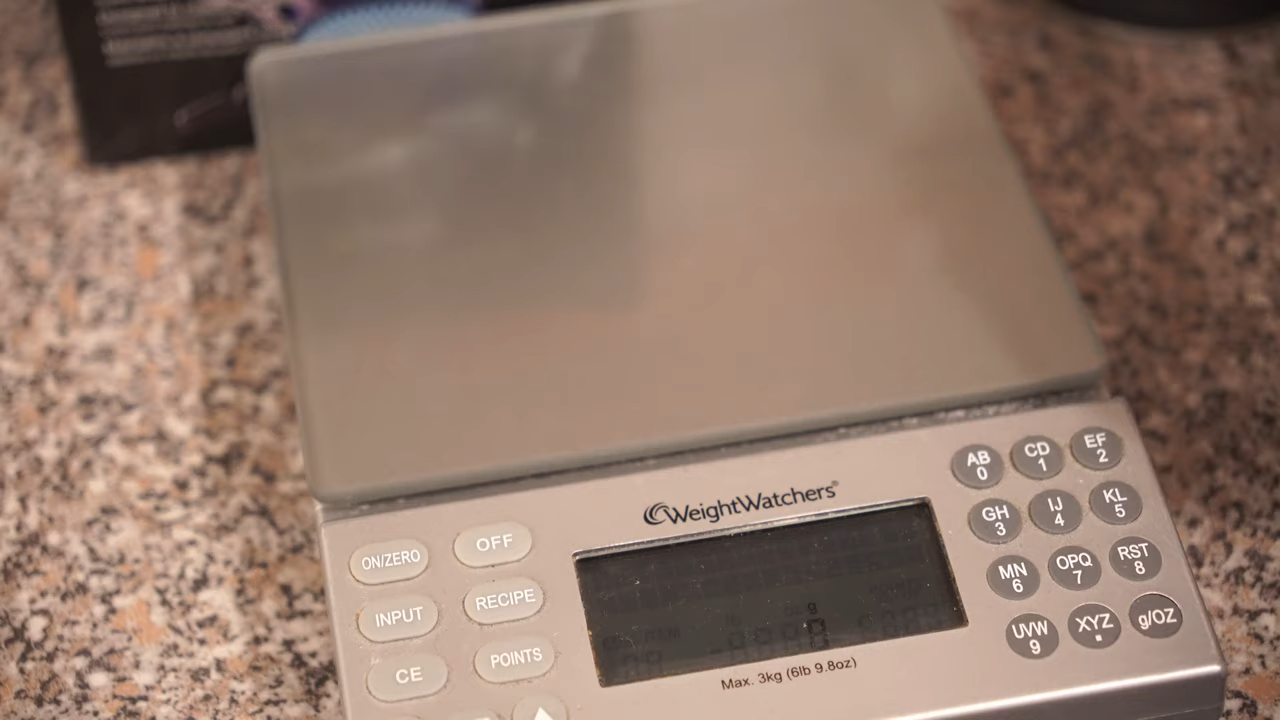 WeightWatchers®
ON/ZERO
OFF
INPUT
RECIPE
CE
POINTS
g
0
Max. 3kg (6lb 9.8oz)
AB 0
CD 1
EF 2
GH 3
IJ 4
KL 5
MN 6
OPQ 7
RST 8
UVW 9
XYZ .
g/OZ